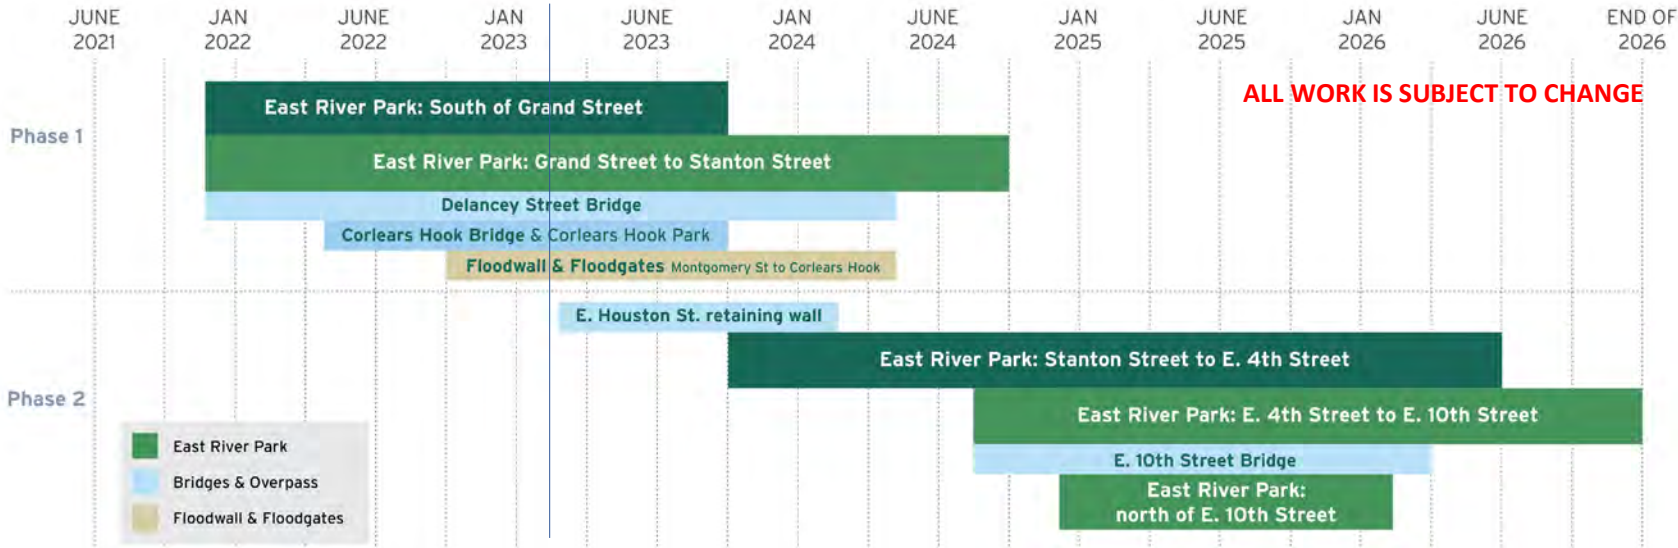 JUNE JAN JUNE JAN JUNE JAN JUNE JAN JUNE JAN JUNE END OF
2021 2022 2022 2023 2023 2024 2024 2025 2025 2026 2026 2026
ALL WORK IS SUBJECT TO CHANGE
Phase 1
East River Park: South of Grand Street
East River Park: Grand Street to Stanton Street
Delancey Street Bridge
Corlears Hook Bridge & Corlears Hook Park
Floodwall & Floodgates Montgomery St to Corlears Hook
Phase 2
E. Houston St. retaining wall
East River Park: Stanton Street to E. 4th Street
East River Park: E. 4th Street to E. 10th Street
E. 10th Street Bridge
East River Park:
north of E. 10th Street
East River Park
Bridges & Overpass
Floodwall & Floodgates